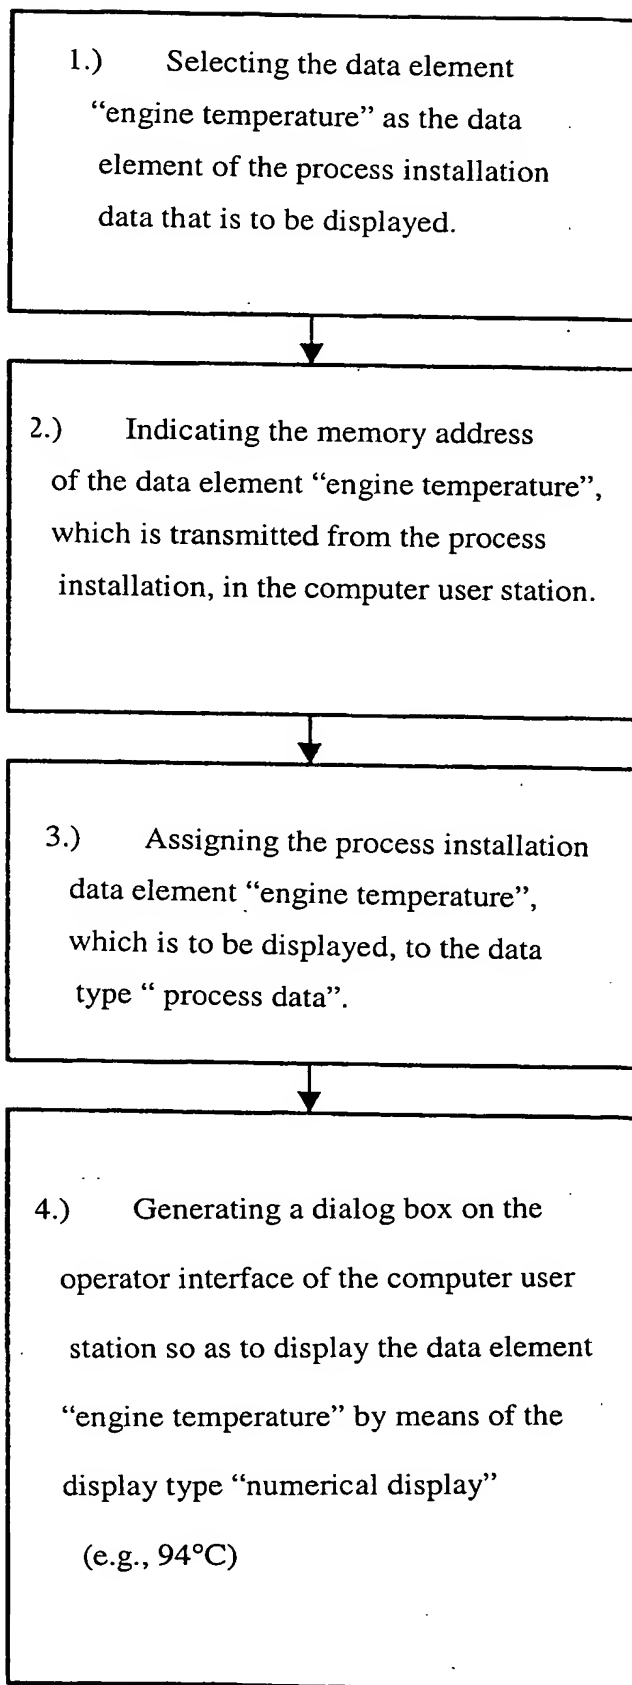 1.) Selecting the data element
“engine temperature” as the data
element of the process installation
data that is to be displayed.
2.) Indicating the memory address
of the data element “engine temperature”,
which is transmitted from the process
installation, in the computer user station.
3.) Assigning the process installation
data element “engine temperature”,
which is to be displayed, to the data
type “ process data”.
4.) Generating a dialog box on the
operator interface of the computer user
station so as to display the data element
“engine temperature” by means of the
display type “numerical display”
(e.g., 94°C)